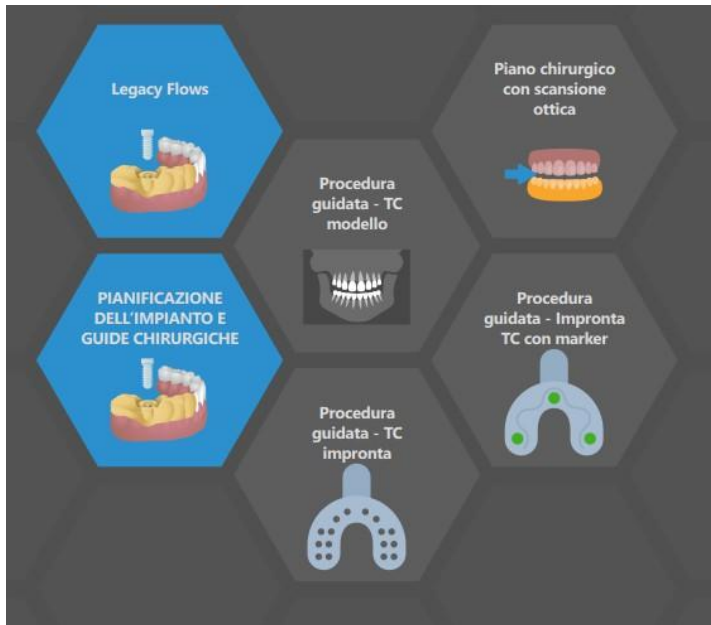 Legacy Flows
Piano chirurgico
con scansione
ottica
Procedura
guidata - TC
modello
PIANIFICAZIONE
DELL'IMPIANTO E
GUIDE CHIRURGICHE
Procedura
guidata - Impronta
TC con marker
Procedura
guidata - TC
impronta